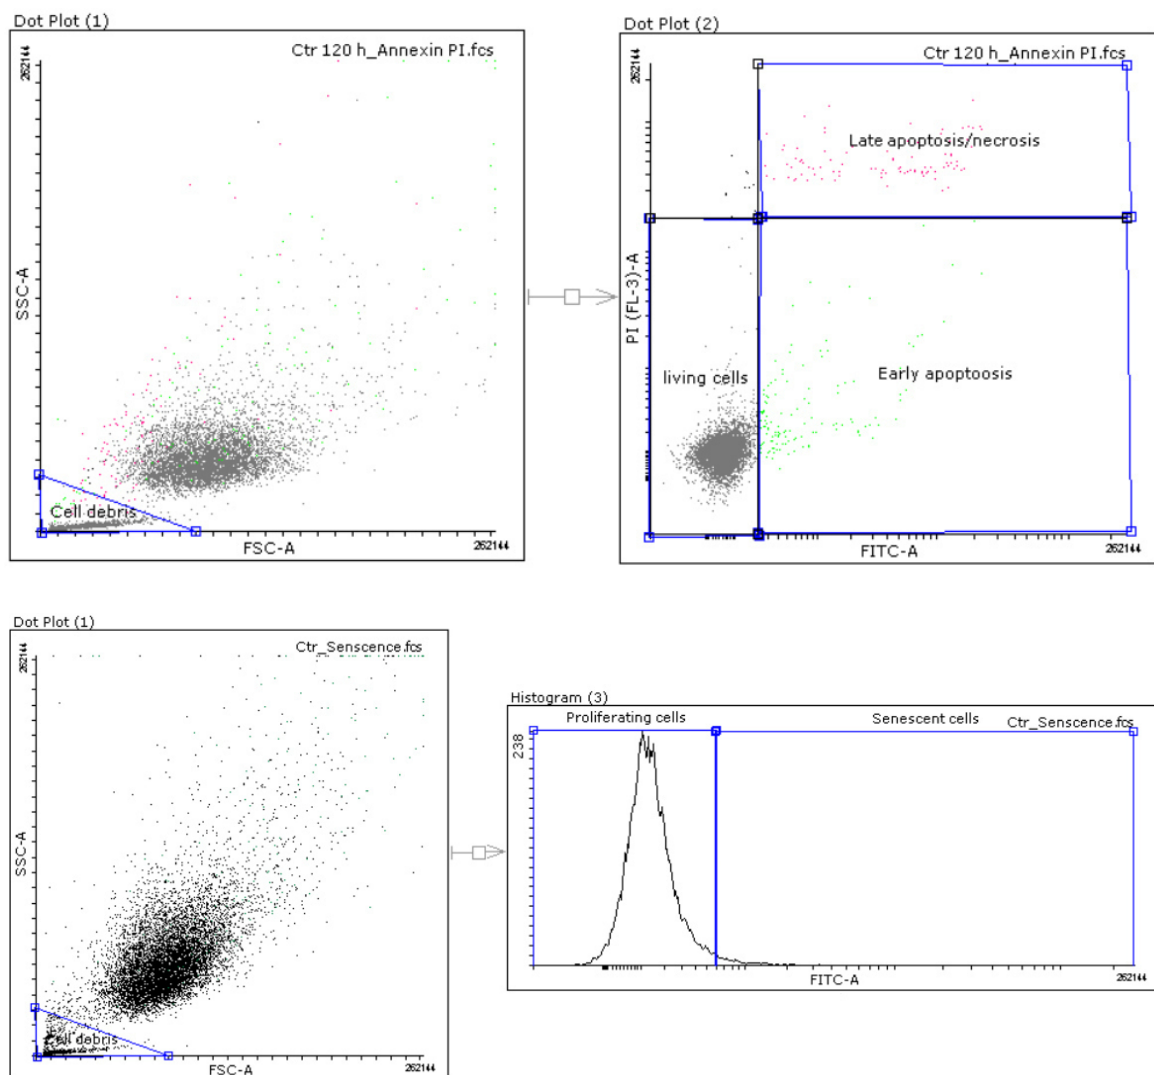 Dot Plot (1)
Ctr 120 h_Annexin PI.fcs
262144
SSC-A
Cell debris
FSC-A
262144
Dot Plot (2)
Ctr 120 h_Annexin PI.fcs
262144
Late apoptosis/necrosis
PI (FL-3)-A
living cells
Early apoptoosis
FITC-A
262144
Dot Plot (1)
Ctr_Senscence.fcs
262144
SSC-A
Cell debris
FSC-A
262144
Histogram (3)
Proliferating cells
Senescent cells
Ctr_Senscence.fcs
238
FITC-A
262144